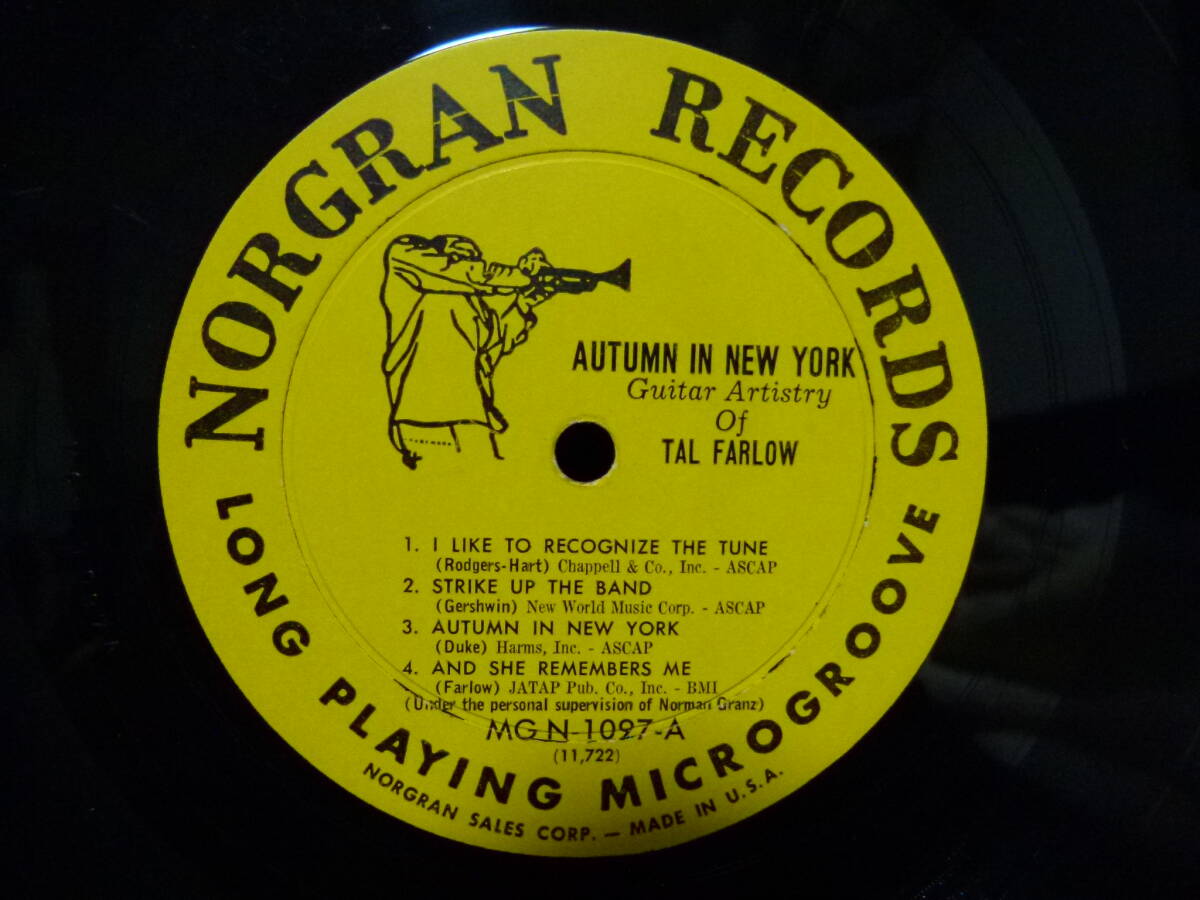 NORGRAN RECORDS
AUTUMN IN NEW YORK
Guitar Artistry
Of
TAL FARLOW
1. I LIKE TO RECOGNIZE THE TUNE
(Rodgers-Hart) Chappell & Co., Inc. - ASCAP
2. STRIKE UP THE BAND
(Gershwin) New World Music Corp. - ASCAP
3. AUTUMN IN NEW YORK
(Duke) Harms, Inc. - ASCAP
4. AND SHE REMEMBERS ME
(Farlow) JATAP Pub. Co., Inc. - BMI
(Under the personal supervision of Norman Granz)
MG N-1097-A
(11,722)
LONG PLAYING MICROGROOVE
NORGRAN SALES CORP. — MADE IN U.S.A.